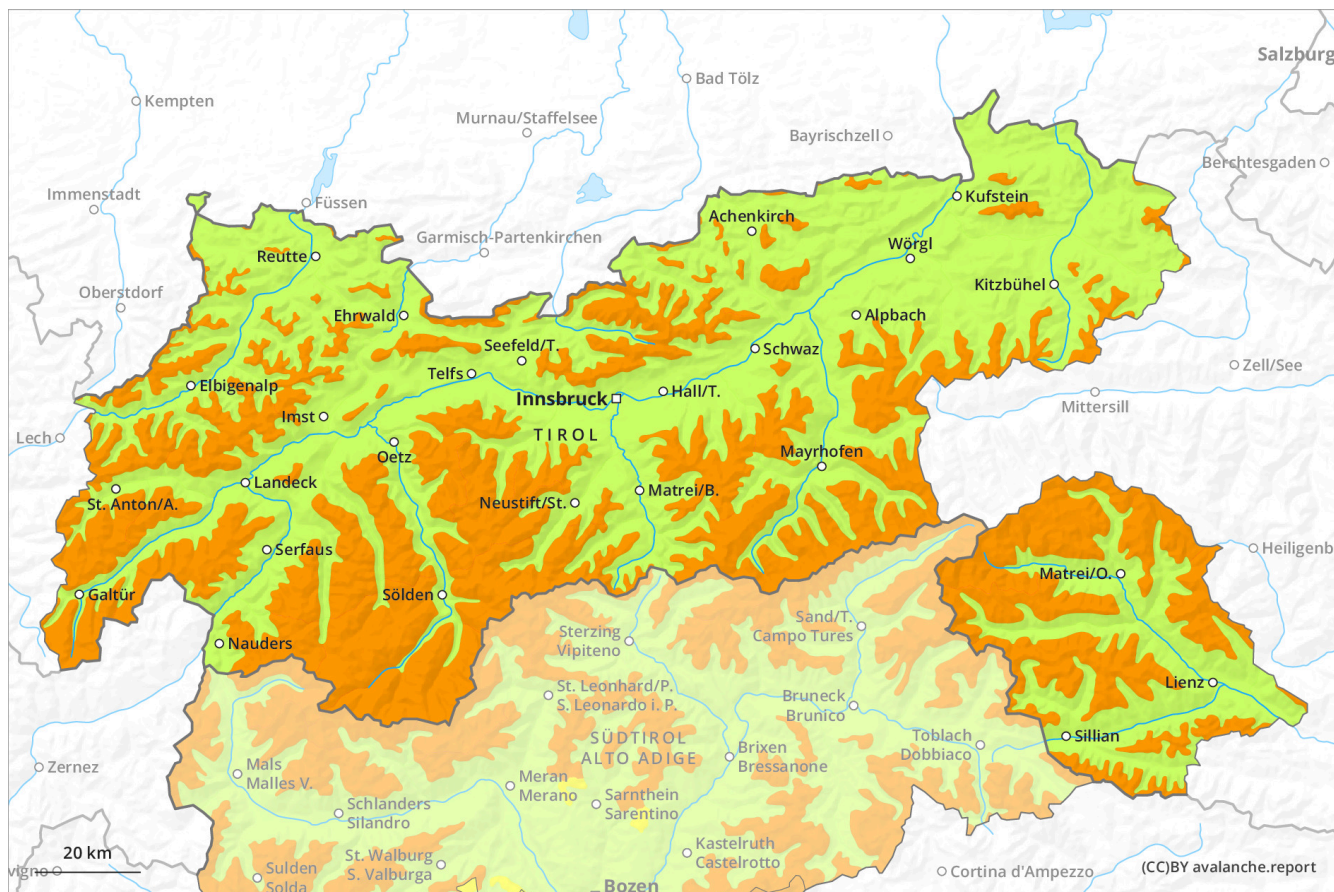 Salzburg
Kempten
Bad Tölz
Murnau/Staffelsee
Bayrischzell
Berchtesgaden
Immenstadt
Füssen
Kufstein
Achenkirch
Garmisch-Partenkirchen
Wörgl
Reutte
Oberstdorf
Kitzbühel
Ehrwald
Alpbach
Seefeld/T.
Schwaz
Zell/See
Telfs
Elbigenalp
Innsbruck
Hall/T.
Mittersill
Imst
Lech
TIROL
Oetz
Mayrhofen
Landeck
St. Anton/A.
Neustift/St.
Matrei/B.
Serfaus
Heiligenb
Matrei/O.
Galtür
Sölden
Sand/T.
Campo Tures
Sterzing
Vipiteno
Nauders
Lienz
St. Leonhard/P.
S. Leonardo i. P.
Bruneck
Brunico
SÜDTIROL
ALTO ADIGE
Toblach
Dobbiaco
Sillian
Brixen
Bressanone
Zernez
Mals
Malles V.
Meran
Merano
Sarnthein
Sarentino
Schlanders
Silandro
Kastelruth
Castelrotto
20 km
St. Walburg
S. Valburga
vigno
Sulden
Solda
Bozen
Cortina d'Ampezzo
(CC)BY avalanche.report